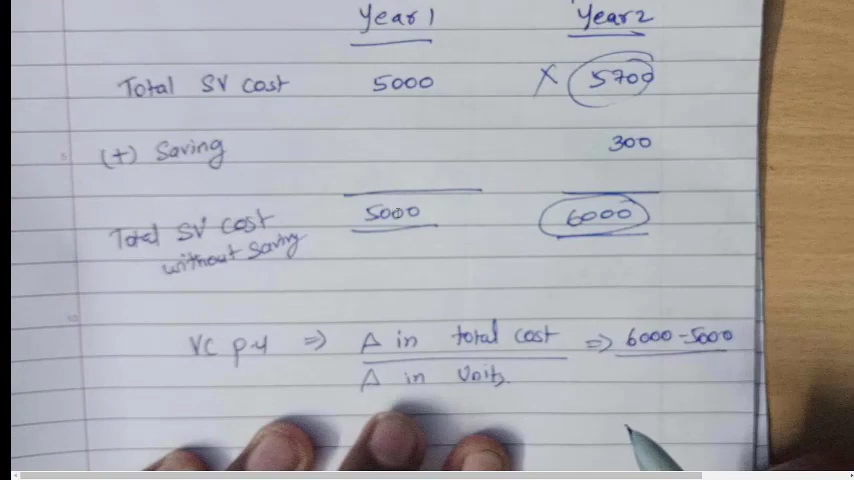 Year 1 Year 2
Total SV cost 5000 X 5700
(+) Saving 300
Total SV cost 5000 6000
without saving
VC p.u => Δ in total cost => 6000-5000
Δ in Units